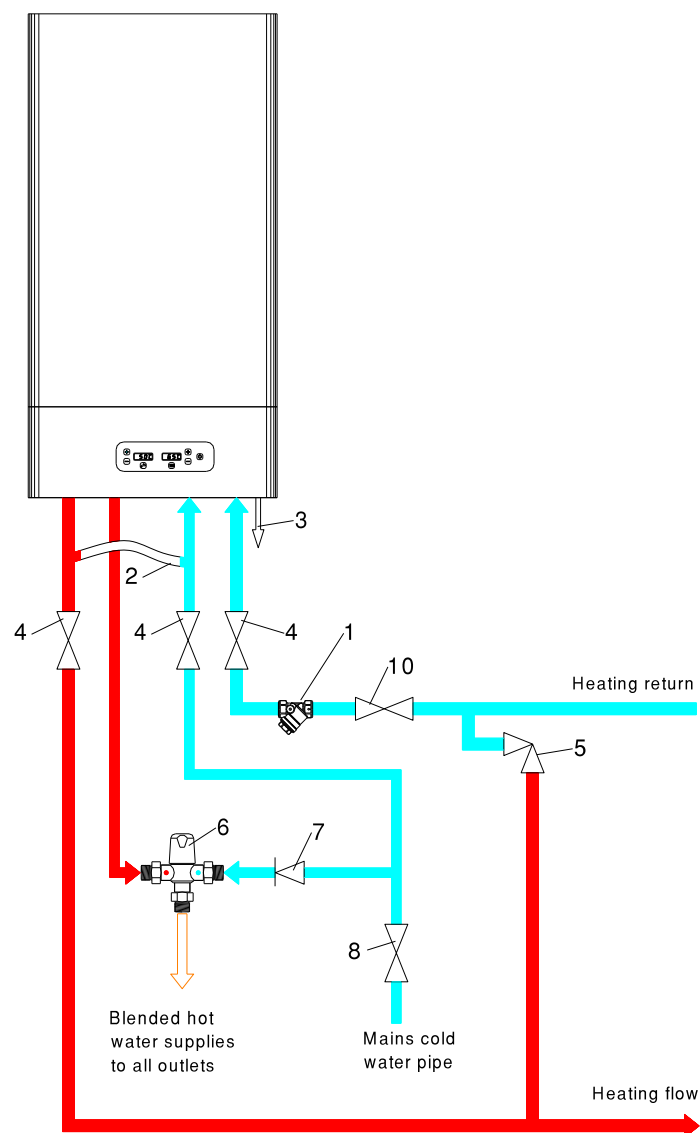 3
2
4
4
4
1
10
Heating return
5
6
7
8
Blended hot
water supplies
to all outlets
Mains cold
water pipe
Heating flow